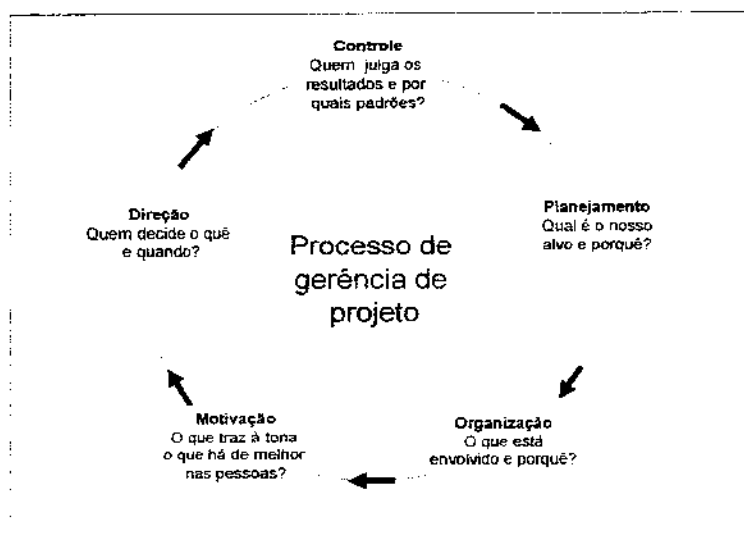 Controle
Quem julga os
resultados e por
quais padrões?
Planejamento
Qual é o nosso
alvo e porquê?
Organização
O que está
envolvido e porquê?
Motivação
O que traz à tona
o que há de melhor
nas pessoas?
Direção
Quem decide o quê
e quando?
Processo de
gerência de
projeto